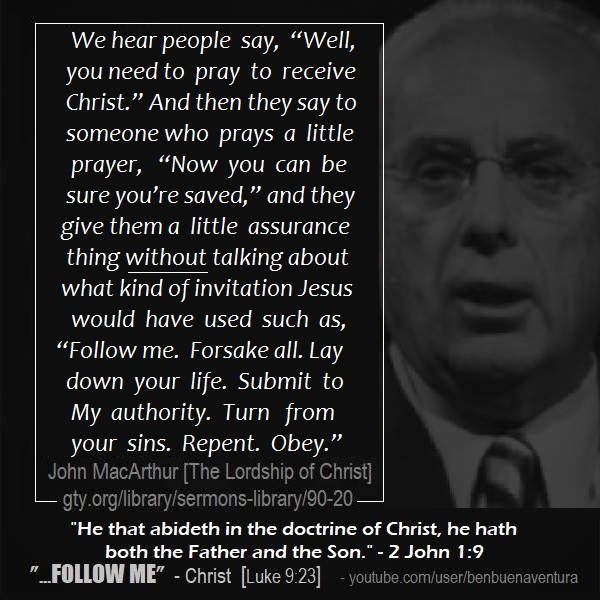 We hear people say, “Well,
you need to pray to receive
Christ.” And then they say to
someone who prays a little
prayer, “Now you can be
sure you’re saved,” and they
give them a little assurance
thing without talking about
what kind of invitation Jesus
would have used such as,
“Follow me. Forsake all. Lay
down your life. Submit to
My authority. Turn from
your sins. Repent. Obey.”
John MacArthur [The Lordship of Christ]
gty.org/library/sermons-library/90-20
"He that abideth in the doctrine of Christ, he hath
both the Father and the Son." - 2 John 1:9
"...FOLLOW ME" - Christ [Luke 9:23] - youtube.com/user/benbuenaventura